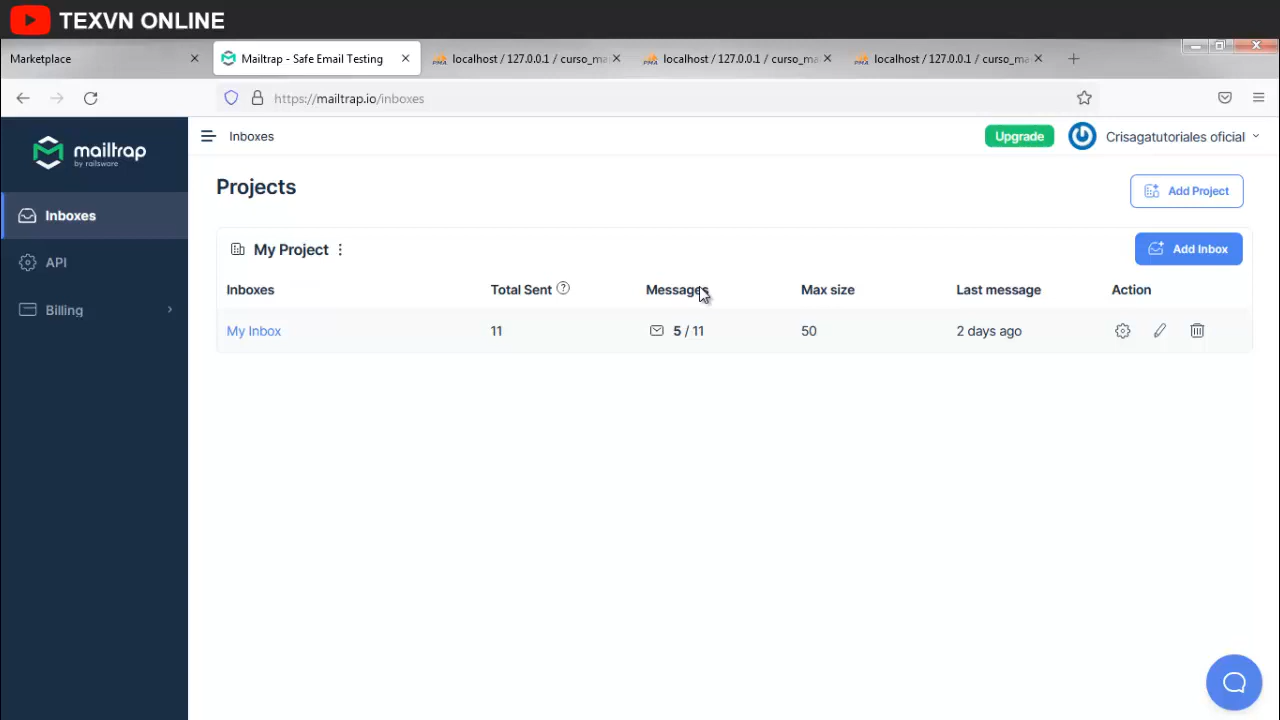 TEXVN ONLINE
Marketplace
Mailtrap - Safe Email Testing
localhost / 127.0.0.1 / curso_ma
localhost / 127.0.0.1 / curso_ma
localhost / 127.0.0.1 / curso_ma
https://mailtrap.io/inboxes
mailtrap
by railsware
Inboxes
Upgrade
Crisagatutoriales oficial
Inboxes
API
Billing
Projects
Add Project
My Project
Add Inbox
Inboxes Total Sent ? Messages Max size Last message Action
My Inbox 11 5 / 11 50 2 days ago